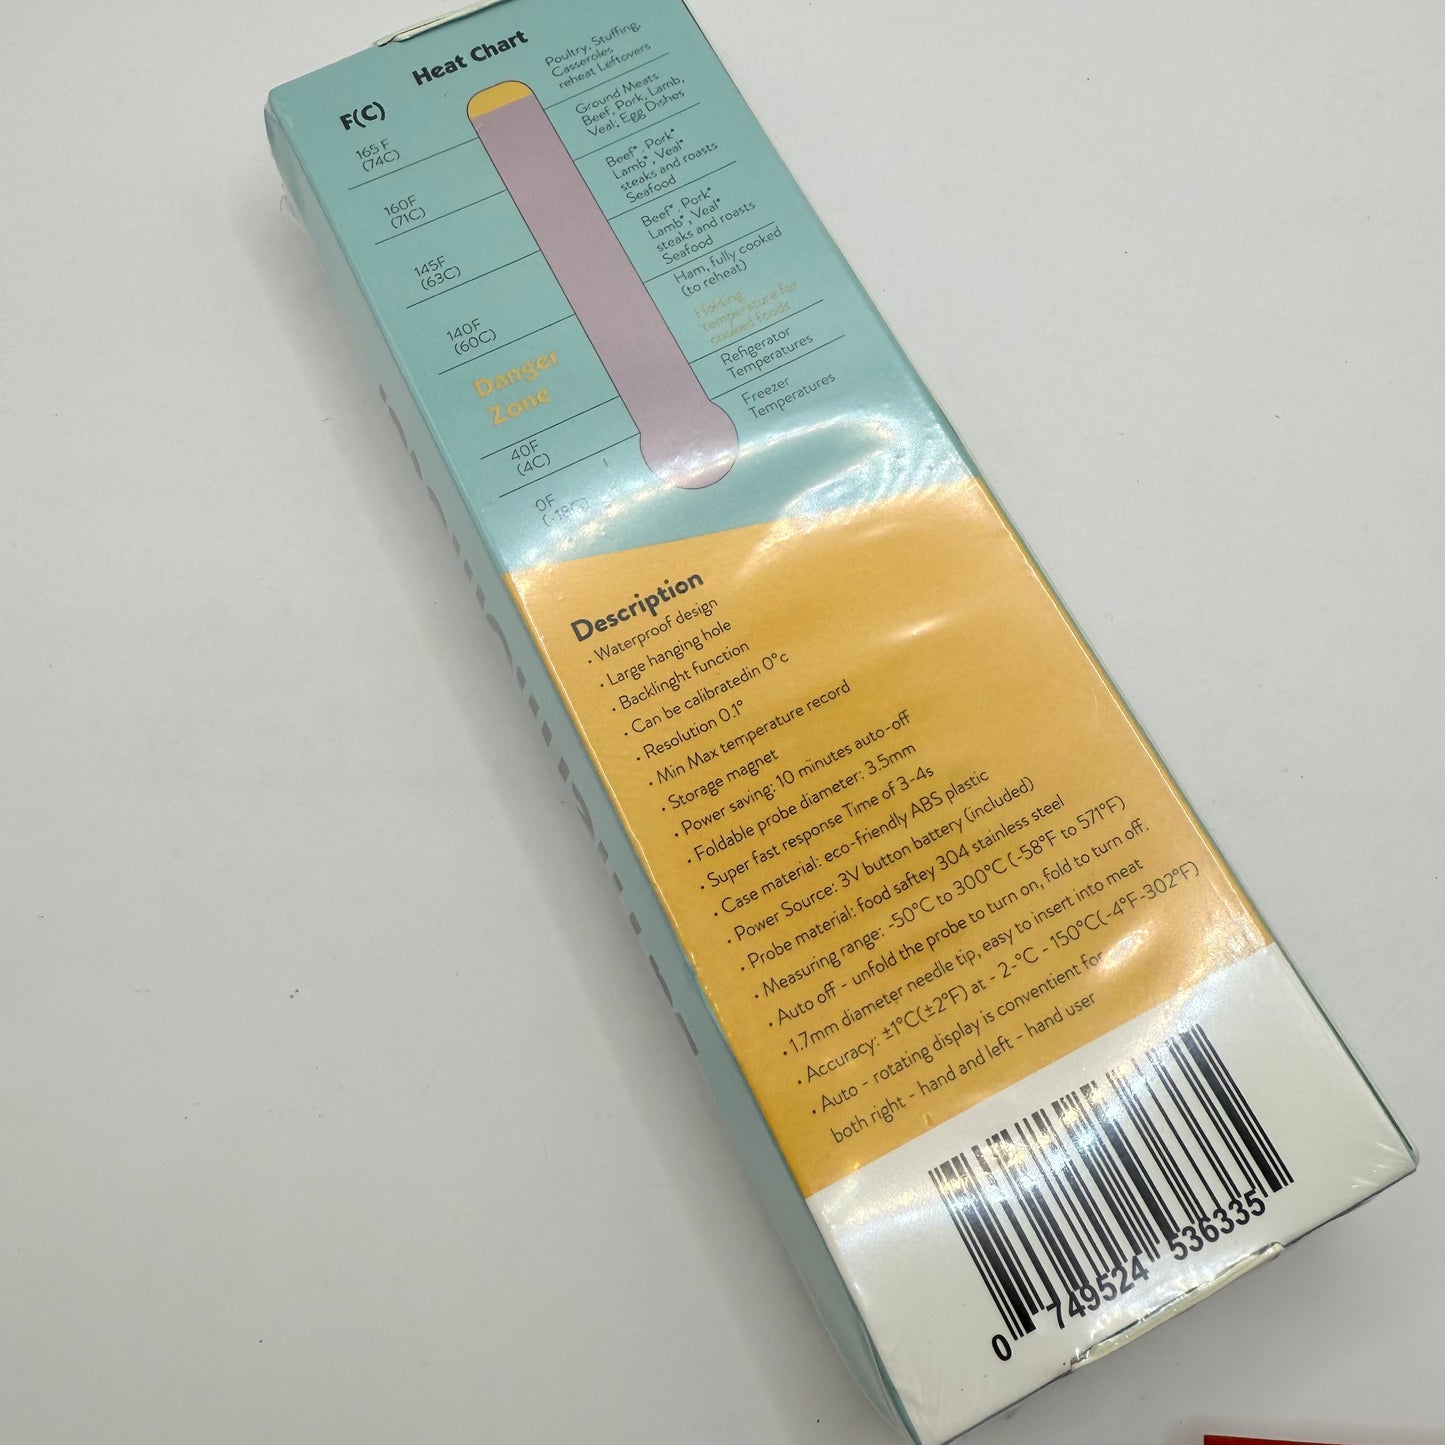 Heat Chart
F(C)
165 F
(74C)
160F
(71C)
145F
(63C)
140F
(60C)
Danger
Zone
40F
(4C)
0F
(-18C)
Poultry, Stuffing,
Casseroles
reheat Leftovers
Ground Meats
Beef, Pork, Lamb,
Veal; Egg Dishes
Beef*, Pork*
Lamb*, Veal*
steaks and roasts
Seafood
Beef*, Pork*
Lamb*, Veal*
steaks and roasts
Seafood
Ham, fully cooked
(to reheat)
Holding
temperature for
cooked foods
Refigerator
Temperatures
Freezer
Temperatures
Description
· Waterproof design
· Large hanging hole
· Backlinght function
· Can be calibratedin 0°c
· Resolution 0.1°
· Min Max temperature record
· Storage magnet
· Power saving: 10 minutes auto-off
· Foldable probe diameter: 3.5mm
· Super fast response Time of 3-4s
· Case material: eco-friendly ABS plastic
· Power Source: 3V button battery (included)
· Probe material: food saftey 304 stainless steel
· Measuring range: -50°C to 300°C (-58°F to 571°F)
· Auto off - unfold the probe to turn on, fold to turn off.
· 1.7mm diameter needle tip, easy to insert into meat
· Accuracy: ±1°C(±2°F) at - 2-°C - 150°C(-4°F-302°F)
· Auto - rotating display is conventient for
both right - hand and left - hand user
0 749524 536335